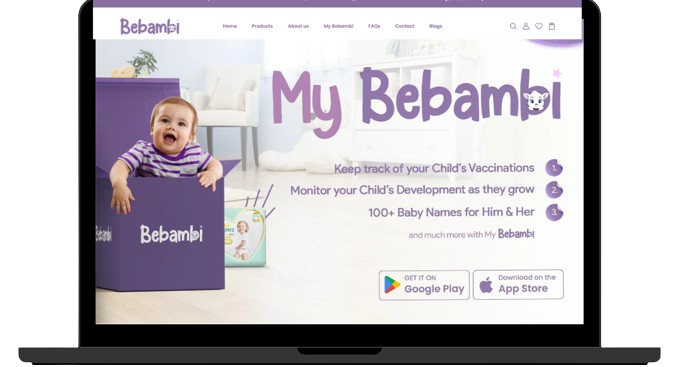 Bebambi
Home Products About us My Bebambi FAQs Contact Blogs
My Bebambi
Keep track of your Child's Vaccinations 1.
Monitor your Child's Development as they grow 2.
100+ Baby Names for Him & Her 3.
and much more with My Bebambi
Bebambi
Bebambi
GET IT ON
Google Play
Download on the
App Store